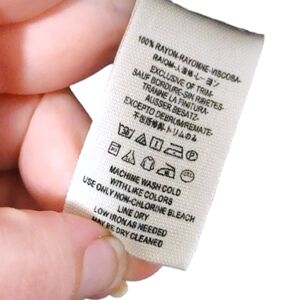 100% RAYON-RAYONNE-VISCOSA-
EXCLUSIVE OF TRIM
SAUF BORDURE-SIN RIBETES-
TRANNE LA FINITURA-
AUSSER BESATZ-
EXCEPTO DEBRUM/REMATE-
MACHINE WASH COLD
WITH LIKE COLORS
USE ONLY NON-CHLORINE BLEACH
LINE DRY
LOW IRON AS NEEDED
MAY BE DRY CLEANED